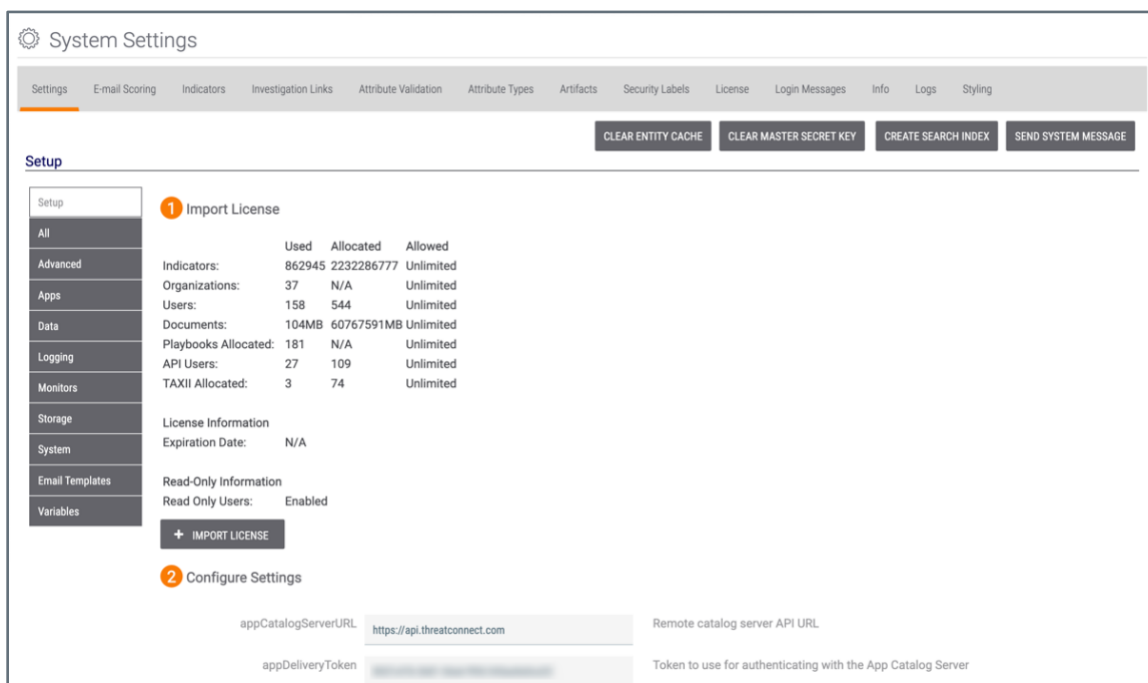 System Settings
Settings E-mail Scoring Indicators Investigation Links Attribute Validation Attribute Types Artifacts Security Labels License Login Messages Info Logs Styling
CLEAR ENTITY CACHE CLEAR MASTER SECRET KEY CREATE SEARCH INDEX SEND SYSTEM MESSAGE
Setup
Setup
All
Advanced
Apps
Data
Logging
Monitors
Storage
System
Email Templates
Variables
1 Import License
Used Allocated Allowed
Indicators: 862945 2232286777 Unlimited
Organizations: 37 N/A Unlimited
Users: 158 544 Unlimited
Documents: 104MB 60767591MB Unlimited
Playbooks Allocated: 181 N/A Unlimited
API Users: 27 109 Unlimited
TAXII Allocated: 3 74 Unlimited
License Information
Expiration Date: N/A
Read-Only Information
Read Only Users: Enabled
+ IMPORT LICENSE
2 Configure Settings
appCatalogServerURL https://api.threatconnect.com Remote catalog server API URL
appDeliveryToken Token to use for authenticating with the App Catalog Server